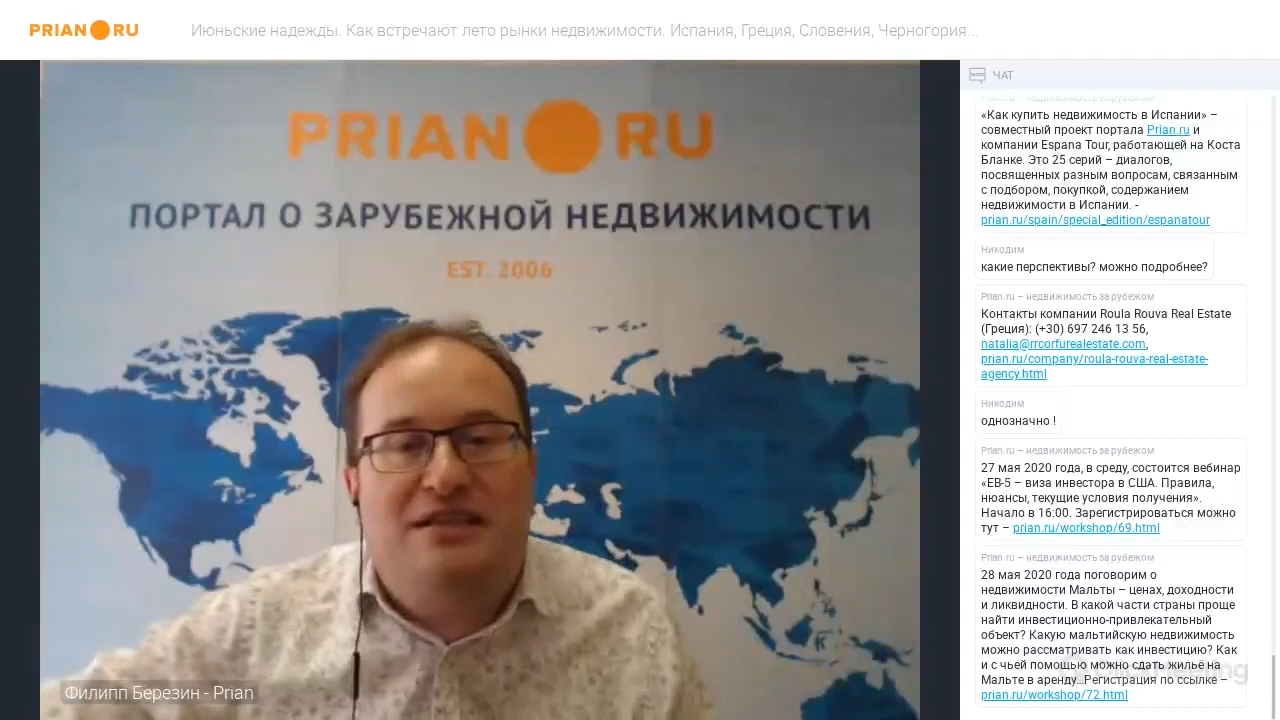 PRIAN RU
Июньские надежды. Как встречают лето рынки недвижимости. Испания, Греция, Словения, Черногория...
PRIAN RU
ПОРТАЛ О ЗАРУБЕЖНОЙ НЕДВИЖИМОСТИ
EST. 2006
Филипп Березин - Prian
ЧАТ
Prian.ru – недвижимость за рубежом
«Как купить недвижимость в Испании» –
совместный проект портала Prian.ru и
компании Espana Tour, работающей на Коста
Бланке. Это 25 серий – диалогов,
посвященных разным вопросам, связанным
с подбором, покупкой, содержанием
недвижимости в Испании. -
prian.ru/spain/special_edition/espanatour
Никодим
какие перспективы? можно подробнее?
Prian.ru – недвижимость за рубежом
Контакты компании Roula Rouva Real Estate
(Греция): (+30) 697 246 13 56,
natalia@rrcorfurealestate.com,
prian.ru/company/roula-rouva-real-estate-
agency.html
Никодим
однозначно !
Prian.ru – недвижимость за рубежом
27 мая 2020 года, в среду, состоится вебинар
«EB-5 – виза инвестора в США. Правила,
нюансы, текущие условия получения».
Начало в 16:00. Зарегистрироваться можно
тут – prian.ru/workshop/69.html
Prian.ru – недвижимость за рубежом
28 мая 2020 года поговорим о
недвижимости Мальты – ценах, доходности
и ликвидности. В какой части страны проще
найти инвестиционно-привлекательный
объект? Какую мальтийскую недвижимость
можно рассматривать как инвестицию? Как
и с чьей помощью можно сдать жильё на
Мальте в аренду...Регистрация по ссылке –
prian.ru/workshop/72.html